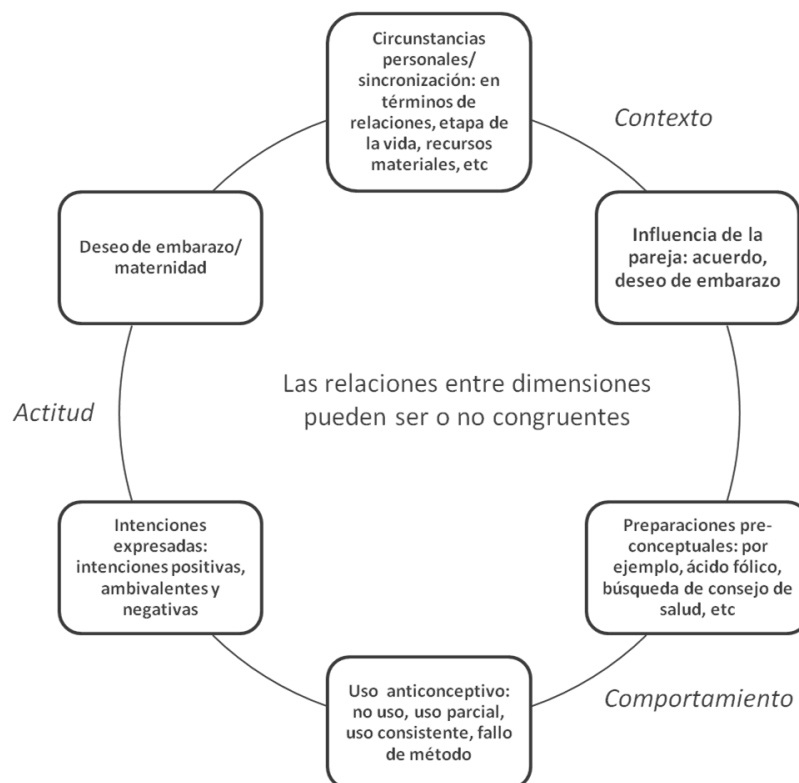 Circunstancias
personales/
sincronización: en
términos de
relaciones, etapa de
la vida, recursos
materiales, etc
Contexto
Influencia de la
pareja: acuerdo,
deseo de embarazo
Preparaciones pre-
conceptuales: por
ejemplo, ácido fólico,
búsqueda de consejo de
salud, etc
Comportamiento
Uso anticonceptivo:
no uso, uso parcial,
uso consistente, fallo
de método
Intenciones
expresadas:
intenciones positivas,
ambivalentes y
negativas
Actitud
Deseo de embarazo/
maternidad
Las relaciones entre dimensiones
pueden ser o no congruentes